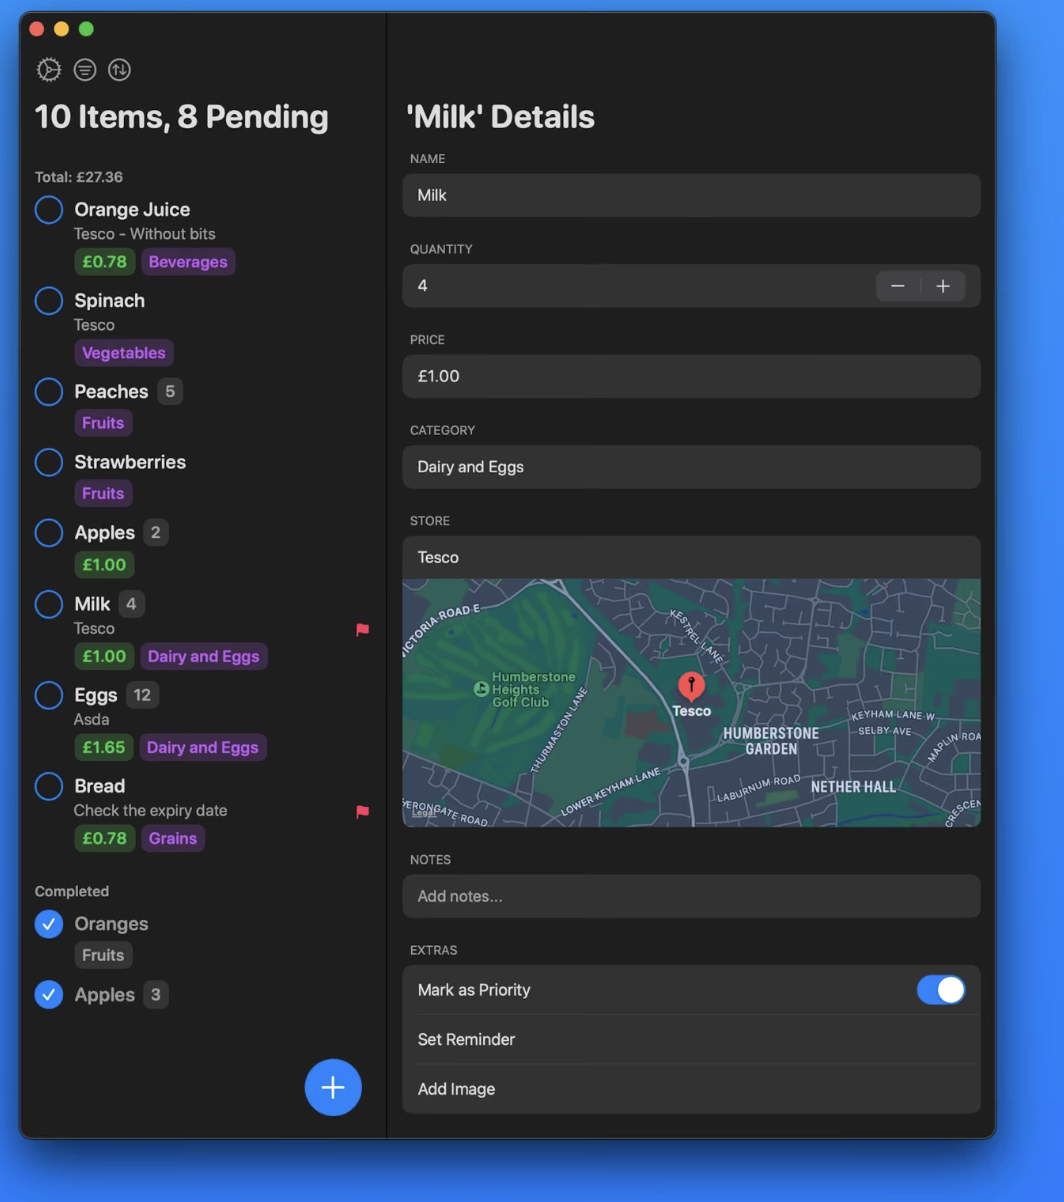 10 Items, 8 Pending
Total: £27.36
Orange Juice
Tesco - Without bits
£0.78 Beverages
Spinach
Tesco
Vegetables
Peaches 5
Fruits
Strawberries
Fruits
Apples 2
£1.00
Milk 4
Tesco
£1.00 Dairy and Eggs
Eggs 12
Asda
£1.65 Dairy and Eggs
Bread
Check the expiry date
£0.78 Grains
Completed
Oranges
Fruits
Apples 3
'Milk' Details
NAME
Milk
QUANTITY
4
PRICE
£1.00
CATEGORY
Dairy and Eggs
STORE
Tesco
VICTORIA ROAD E
KESTREL LANE
Humberstone
Heights
Golf Club
THURMASTON LANE
Tesco
KEYHAM LANE W
SELBY AVE
HUMBERSTONE
GARDEN
MAPLIN ROA
LOWER KEYHAM LANE
LABURNUM ROAD
NETHER HALL
HERONGATE ROAD
CRESCEN
Legal
NOTES
Add notes...
EXTRAS
Mark as Priority
Set Reminder
Add Image